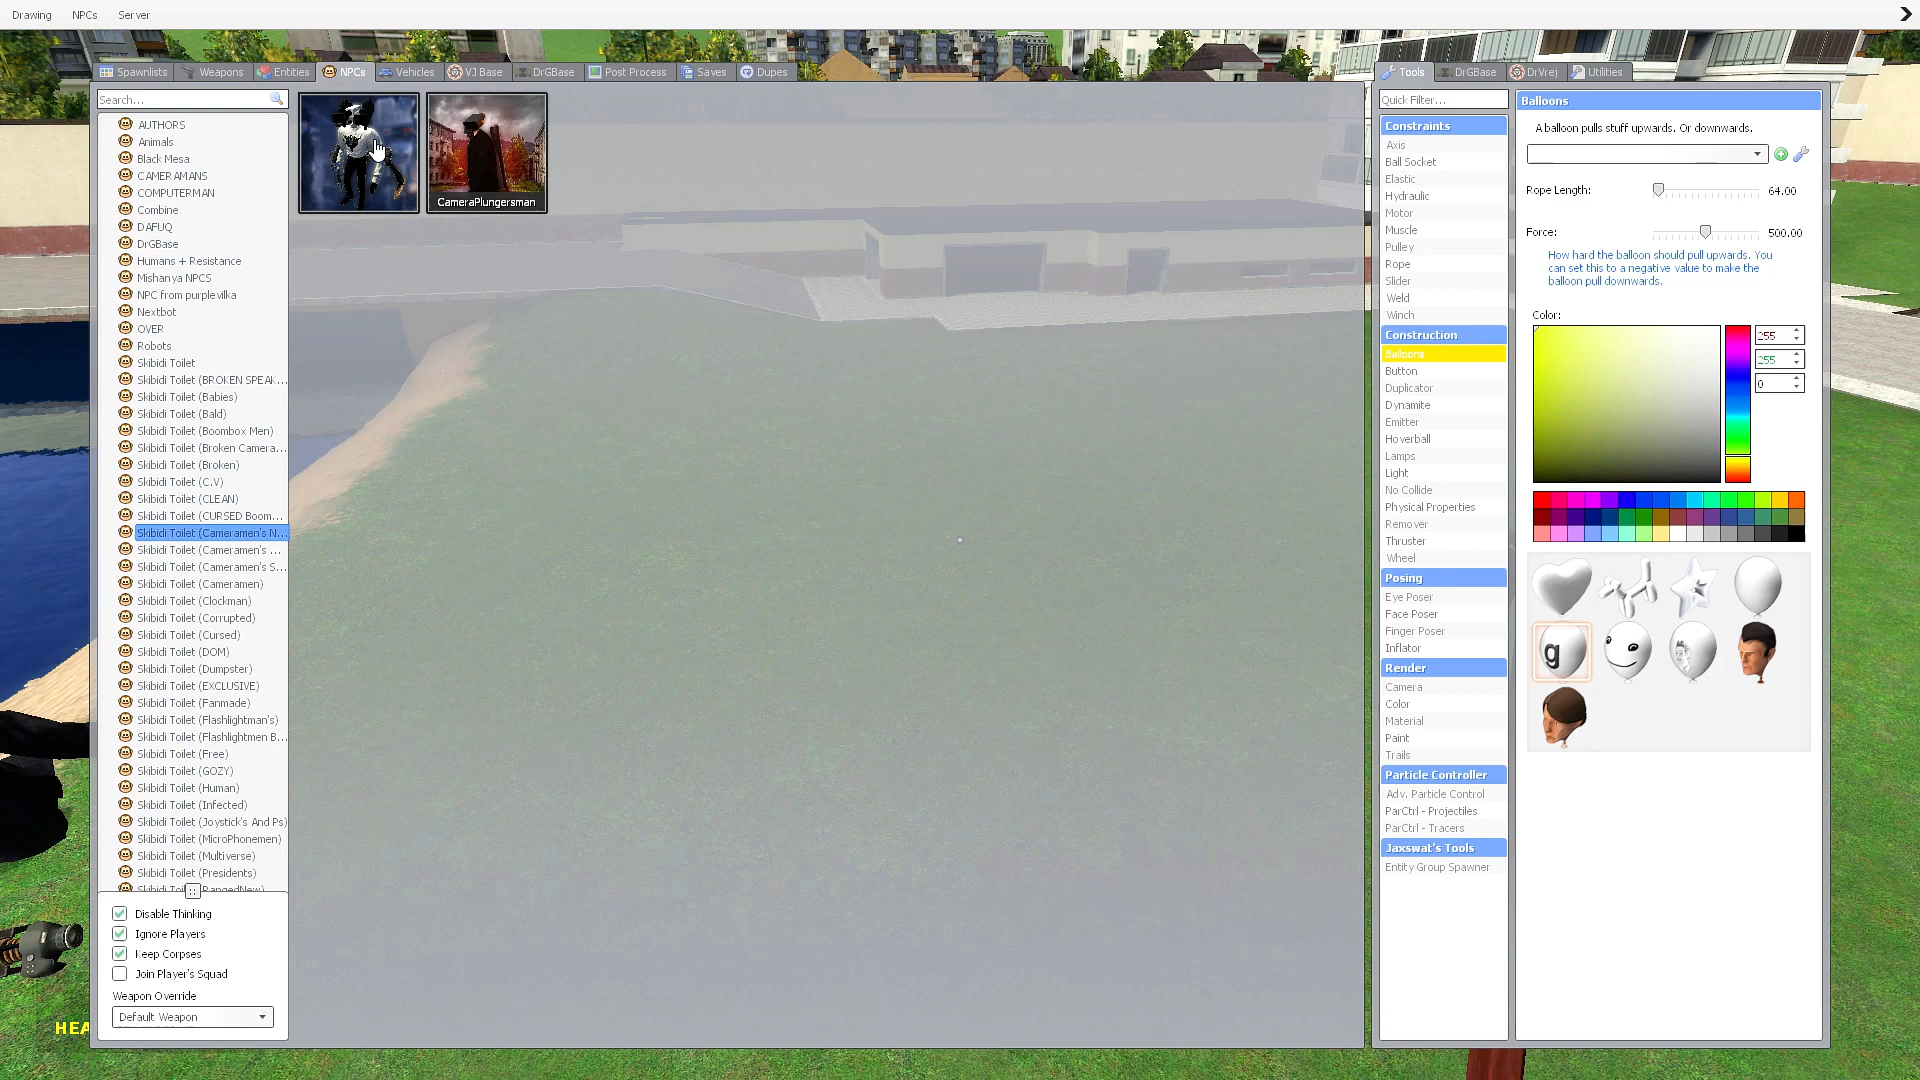 Drawing NPCs Server
Spawnlists Weapons Entities NPCs Vehicles VJ Base DrGBase Post Process Saves Dupes
Search...
AUTHORS
Animals
Black Mesa
CAMERAMANS
COMPUTERMAN
Combine
DAFUQ
DrGBase
Humans + Resistance
Mishanya NPCS
NPC from purplevilka
Nextbot
OVER
Robots
Skibidi Toilet
Skibidi Toilet (BROKEN SPEAK...
Skibidi Toilet (Babies)
Skibidi Toilet (Bald)
Skibidi Toilet (Boombox Men)
Skibidi Toilet (Broken Camera...
Skibidi Toilet (Broken)
Skibidi Toilet (C.V)
Skibidi Toilet (CLEAN)
Skibidi Toilet (CURSED Boom...
Skibidi Toilet (Cameramen's N...
Skibidi Toilet (Cameramen's ...
Skibidi Toilet (Cameramen's S...
Skibidi Toilet (Cameramen)
Skibidi Toilet (Clockman)
Skibidi Toilet (Corrupted)
Skibidi Toilet (Cursed)
Skibidi Toilet (DOM)
Skibidi Toilet (Dumpster)
Skibidi Toilet (EXCLUSIVE)
Skibidi Toilet (Fanmade)
Skibidi Toilet (Flashlightman's)
Skibidi Toilet (Flashlightmen B...
Skibidi Toilet (Free)
Skibidi Toilet (GOZY)
Skibidi Toilet (Human)
Skibidi Toilet (Infected)
Skibidi Toilet (Joystick's And Ps)
Skibidi Toilet (MicroPhonemen)
Skibidi Toilet (Multiverse)
Skibidi Toilet (Presidents)
Disable Thinking
Ignore Players
Keep Corpses
Join Player's Squad
Weapon Override
Default Weapon
CameraPlungersman
Tools DrGBase DrVrej Utilities
Quick Filter...
Constraints
Axis
Ball Socket
Elastic
Hydraulic
Motor
Muscle
Pulley
Rope
Slider
Weld
Winch
Construction
Balloons
Button
Duplicator
Dynamite
Emitter
Hoverball
Lamps
Light
No Collide
Physical Properties
Remover
Thruster
Wheel
Posing
Eye Poser
Face Poser
Finger Poser
Inflator
Render
Camera
Color
Material
Paint
Trails
Particle Controller
Adv. Particle Control
ParCtrl - Projectiles
ParCtrl - Tracers
Jaxswat's Tools
Entity Group Spawner
Balloons
A balloon pulls stuff upwards. Or downwards.
Rope Length: 64.00
Force: 500.00
How hard the balloon should pull upwards. You
can set this to a negative value to make the
balloon pull downwards.
Color:
255
255
0
g
HEA